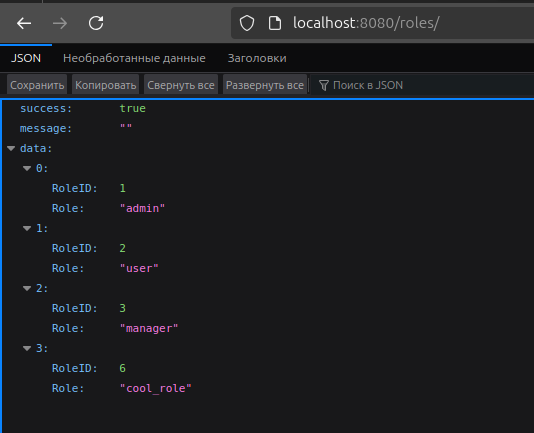 localhost:8080/roles/
JSON Необработанные данные Заголовки
Сохранить Копировать Свернуть все Развернуть все Поиск в JSON
success: true
message: ""
data:
0:
RoleID: 1
Role: "admin"
1:
RoleID: 2
Role: "user"
2:
RoleID: 3
Role: "manager"
3:
RoleID: 6
Role: "cool_role"